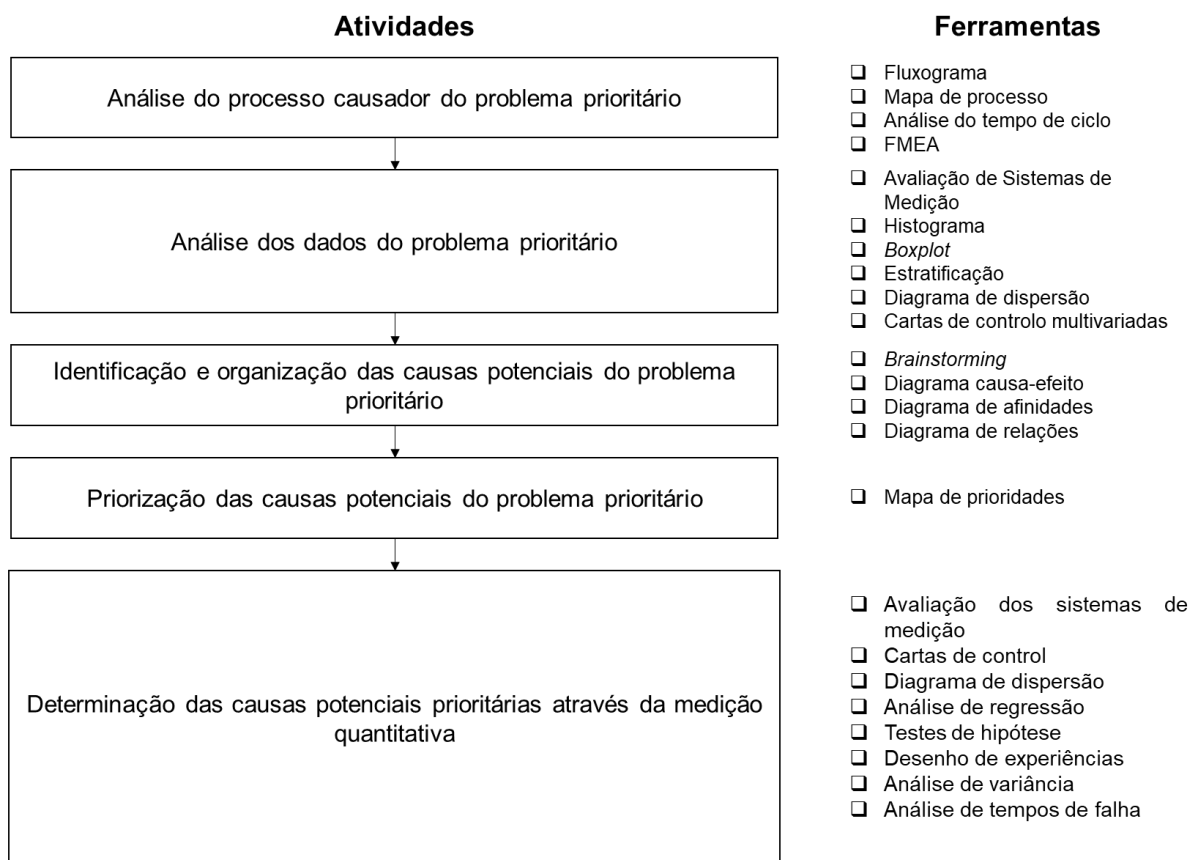 Atividades
Ferramentas
Análise do processo causador do problema prioritário
Fluxograma
Mapa de processo
Análise do tempo de ciclo
FMEA
Análise dos dados do problema prioritário
Avaliação de Sistemas de
Medição
Histograma
Boxplot
Estratificação
Diagrama de dispersão
Cartas de controlo multivariadas
Identificação e organização das causas potenciais do problema
prioritário
Brainstorming
Diagrama causa-efeito
Diagrama de afinidades
Diagrama de relações
Priorização das causas potenciais do problema prioritário
Mapa de prioridades
Determinação das causas potenciais prioritárias através da medição
quantitativa
Avaliação dos sistemas de
medição
Cartas de control
Diagrama de dispersão
Análise de regressão
Testes de hipótese
Desenho de experiências
Análise de variância
Análise de tempos de falha